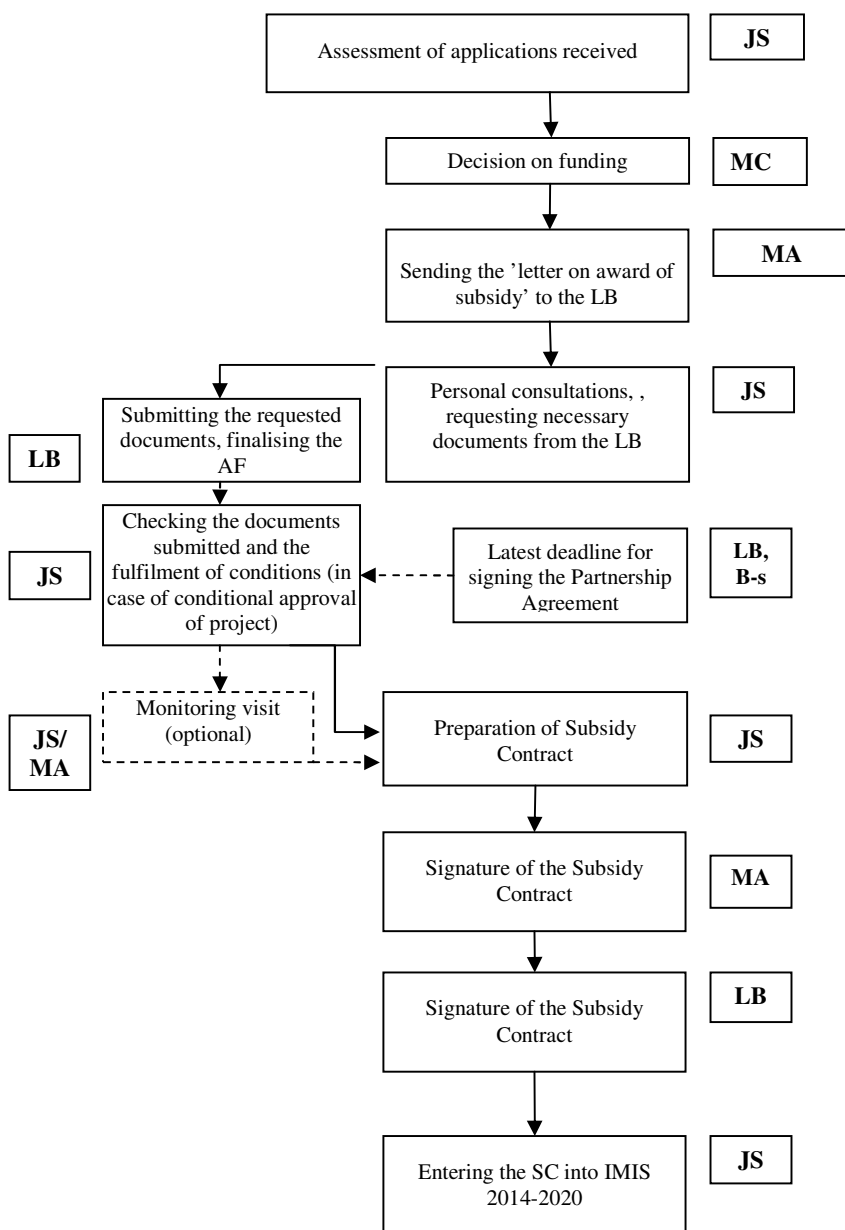 Assessment of applications received
JS
Decision on funding
MC
Sending the ’letter on award of
subsidy’ to the LB
MA
Personal consultations, ,
requesting necessary
documents from the LB
JS
Submitting the requested
documents, finalising the
AF
LB
Checking the documents
submitted and the
fulfilment of conditions (in
case of conditional approval
of project)
JS
Latest deadline for
signing the Partnership
Agreement
LB,
B-s
Monitoring visit
(optional)
JS/
MA
Preparation of Subsidy
Contract
JS
Signature of the Subsidy
Contract
MA
Signature of the Subsidy
Contract
LB
Entering the SC into IMIS
2014-2020
JS